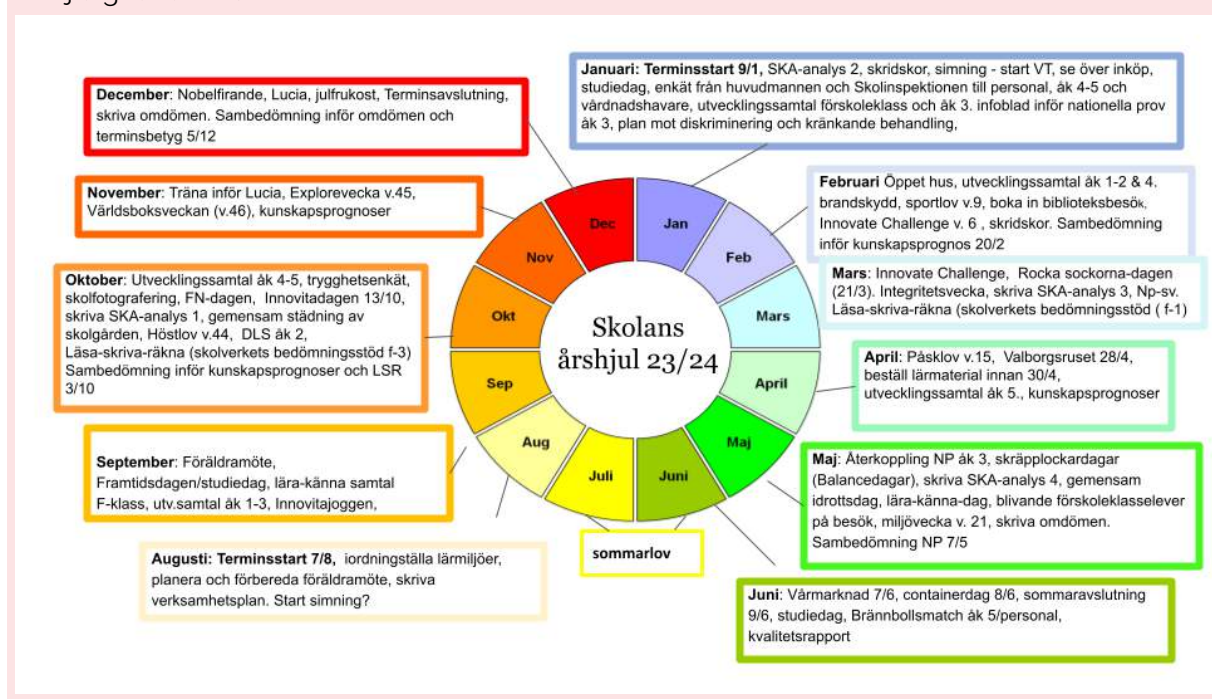 Januari: Terminsstart 9/1, SKA-analys 2, skridskor, simning - start VT, se över inköp,
studiedag, enkät från huvudmannen och Skolinspektionen till personal, åk 4-5 och
vårdnadshavare, utvecklingssamtal förskoleklass och åk 3. infoblad inför nationella prov
åk 3, plan mot diskriminering och kränkande behandling,
December: Nobelfirande, Lucia, julfrukost, Terminsavslutning,
skriva omdömen. Sambedömning inför omdömen och
terminsbetyg 5/12
November: Träna inför Lucia, Explorevecka v.45,
Världsboksveckan (v.46), kunskapsprognoser
Februari Öppet hus, utvecklingssamtal åk 1-2 & 4.
brandskydd, sportlov v.9, boka in biblioteksbesök,
Innovate Challenge v. 6 , skridskor. Sambedömning
inför kunskapsprognos 20/2
Oktober: Utvecklingssamtal åk 4-5, trygghetsenkät,
skolfotografering, FN-dagen, Innovitadagen 13/10,
skriva SKA-analys 1, gemensam städning av
skolgården, Höstlov v.44, DLS åk 2,
Läsa-skriva-räkna (skolverkets bedömningsstöd f-3)
Sambedömning inför kunskapsprognoser och LSR
3/10
Mars: Innovate Challenge, Rocka sockorna-dagen
(21/3). Integritetsvecka, skriva SKA-analys 3, Np-sv.
Läsa-skriva-räkna (skolverkets bedömningsstöd ( f-1)
April: Påsklov v.15, Valborgsruset 28/4,
beställ lärmaterial innan 30/4,
utvecklingssamtal åk 5., kunskapsprognoser
September: Föräldramöte,
Framtidsdagen/studiedag, lära-känna samtal
F-klass, utv.samtal åk 1-3, Innovitajoggen,
Maj: Återkoppling NP åk 3, skräpplockardagar
(Balancedagar), skriva SKA-analys 4, gemensam
idrottsdag, lära-känna-dag, blivande förskoleklasselever
på besök, miljövecka v. 21, skriva omdömen.
Sambedömning NP 7/5
Augusti: Terminsstart 7/8, iordningställa lärmiljöer,
planera och förbereda föräldramöte, skriva
verksamhetsplan. Start simning?
sommarlov
Juni: Vårmarknad 7/6, containerdag 8/6, sommaravslutning
9/6, studiedag, Brännbollsmatch åk 5/personal,
kvalitetsrapport
Skolans
årshjul 23/24
Jan
Feb
Mars
April
Maj
Juni
Juli
Aug
Sep
Okt
Nov
Dec